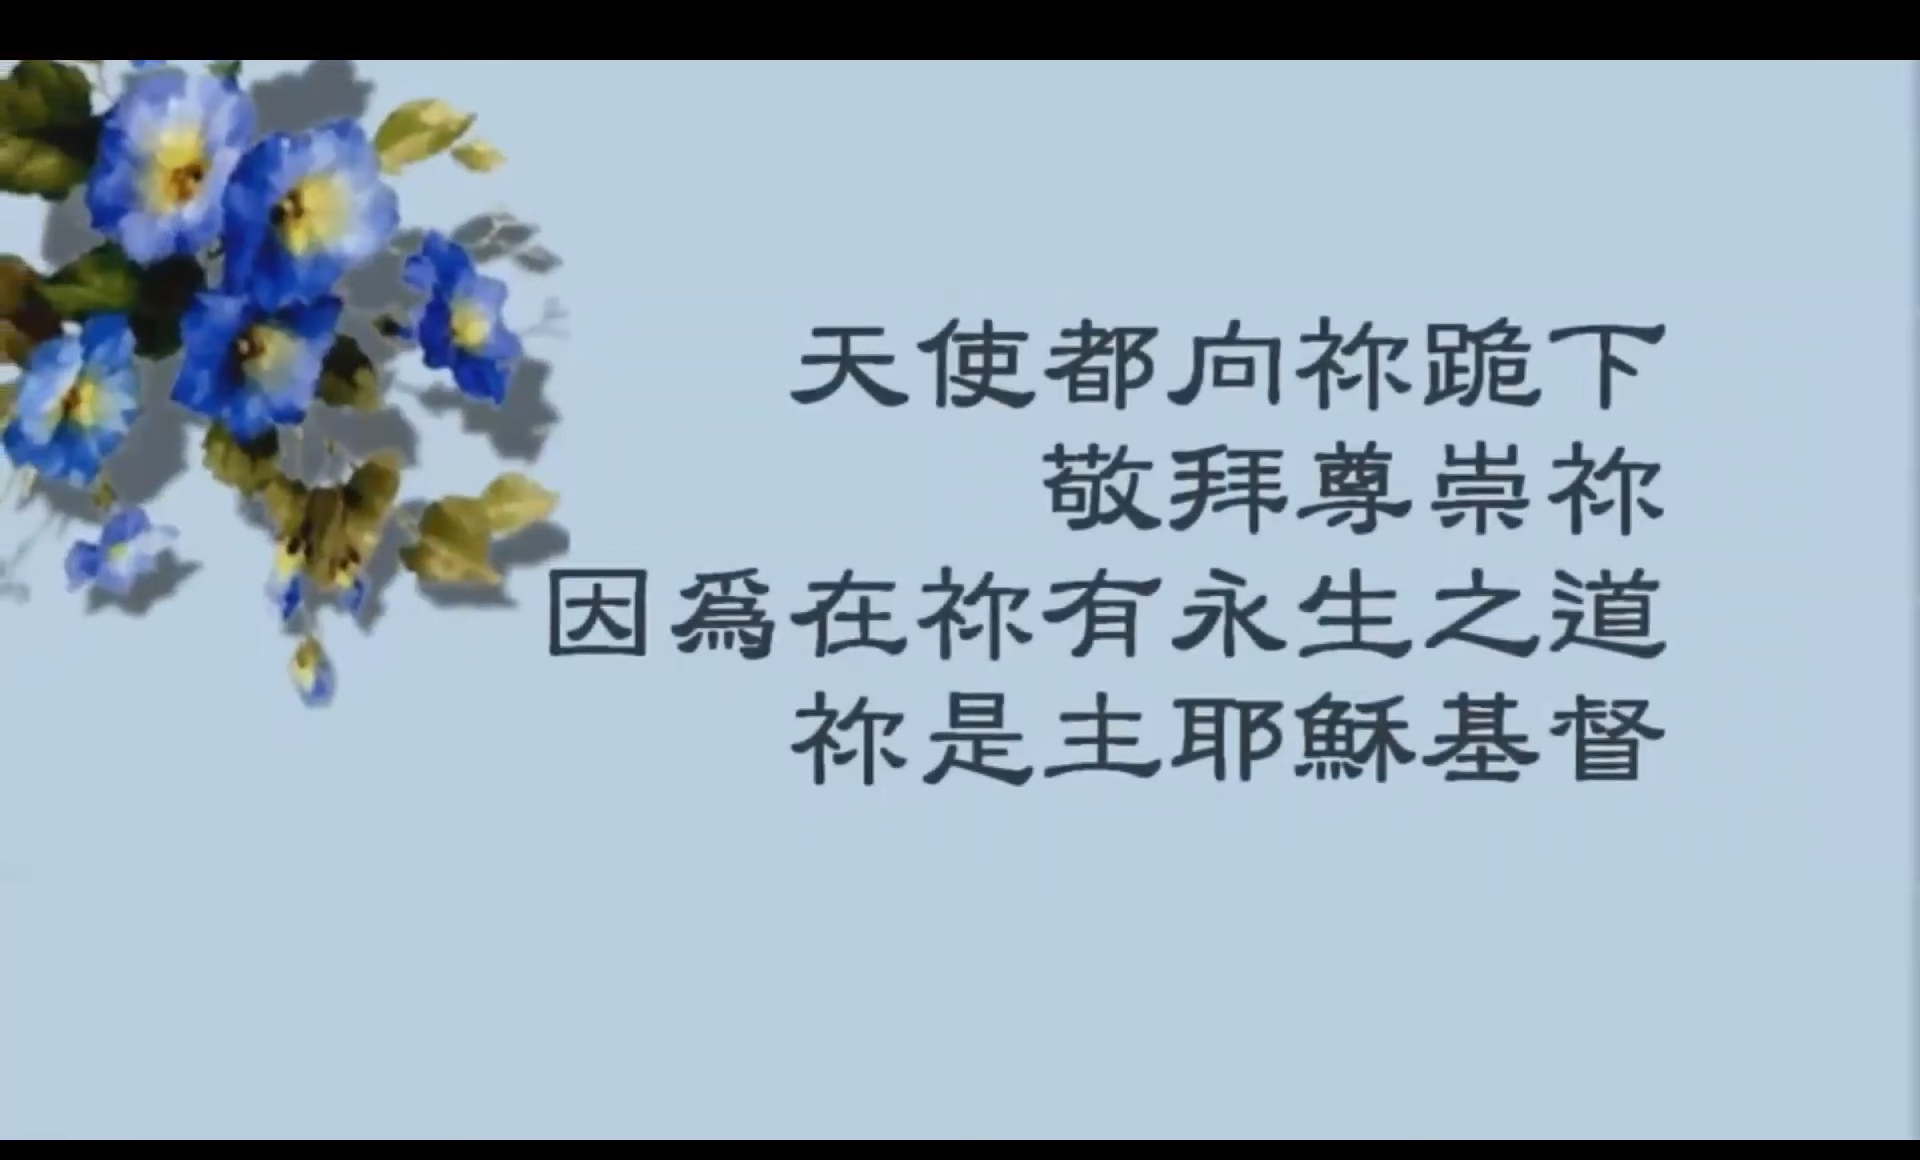 天使都向祢跪下
敬拜尊崇祢
因爲在祢有永生之道
祢是主耶穌基督